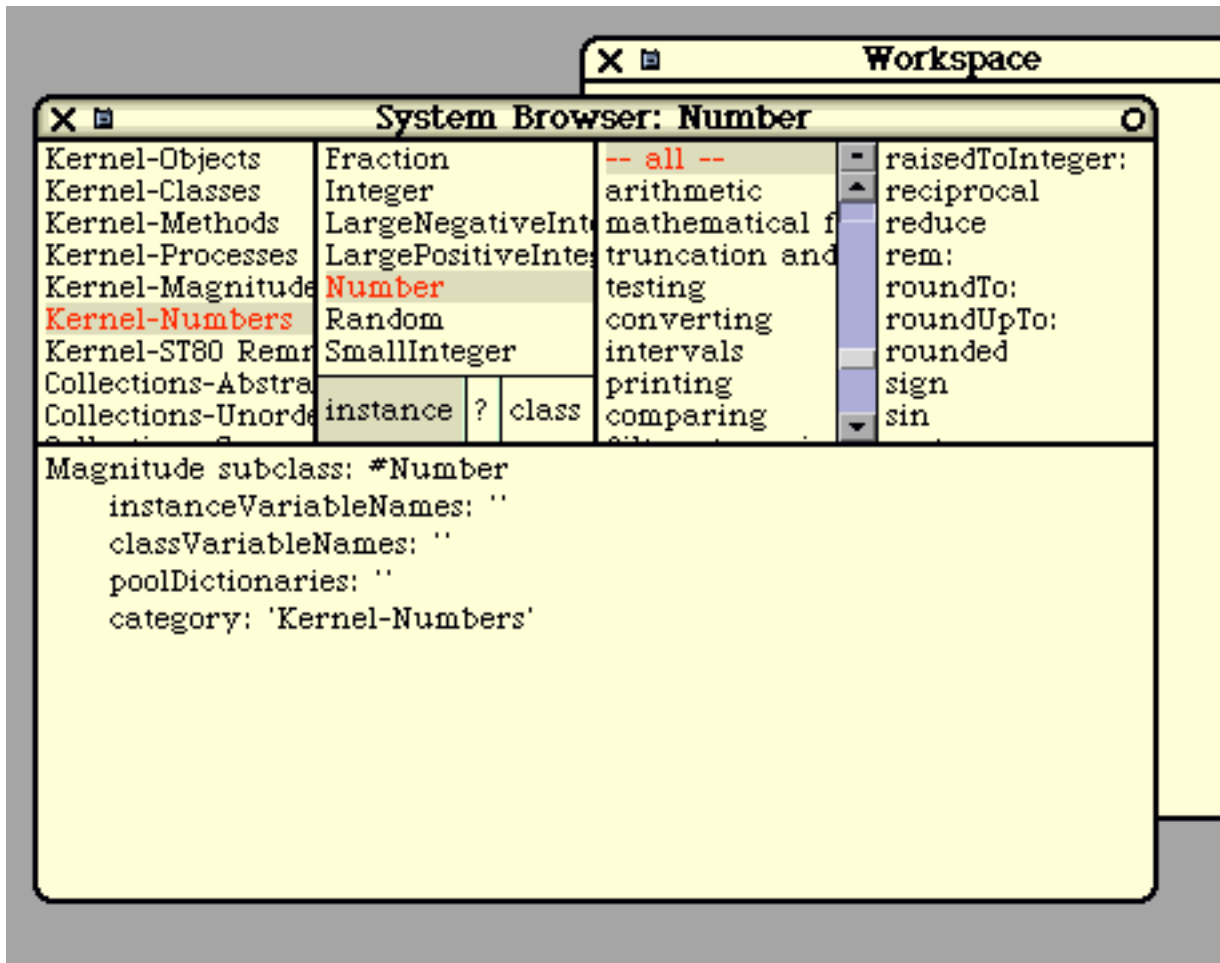 Workspace
System Browser: Number
Kernel-Objects
Kernel-Classes
Kernel-Methods
Kernel-Processes
Kernel-Magnitude
Kernel-Numbers
Kernel-ST80 Remr
Collections-Abstra
Collections-Unorde
Fraction
Integer
LargeNegativeInte
LargePositiveInte
Number
Random
SmallInteger
instance ? class
-- all --
arithmetic
mathematical f
truncation and
testing
converting
intervals
printing
comparing
raisedToInteger:
reciprocal
reduce
rem:
roundTo:
roundUpTo:
rounded
sign
sin
Magnitude subclass: #Number
instanceVariableNames: ''
classVariableNames: ''
poolDictionaries: ''
category: 'Kernel-Numbers'